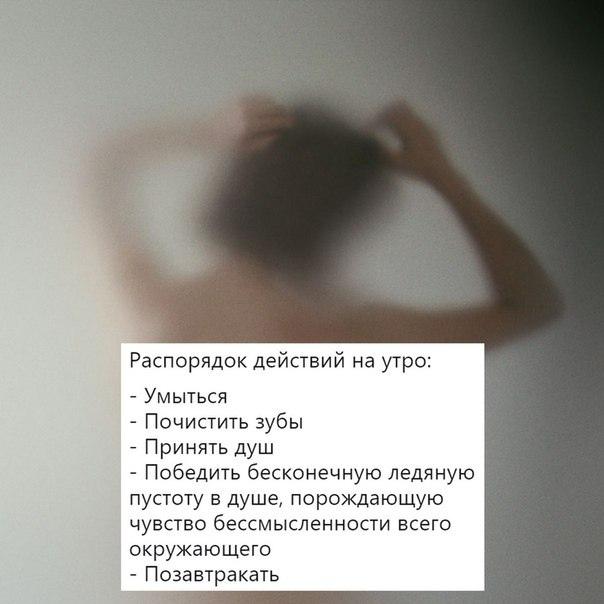 Распорядок действий на утро:
- Умыться
- Почистить зубы
- Принять душ
- Победить бесконечную ледяную
пустоту в душе, порождающую
чувство бессмысленности всего
окружающего
- Позавтракать